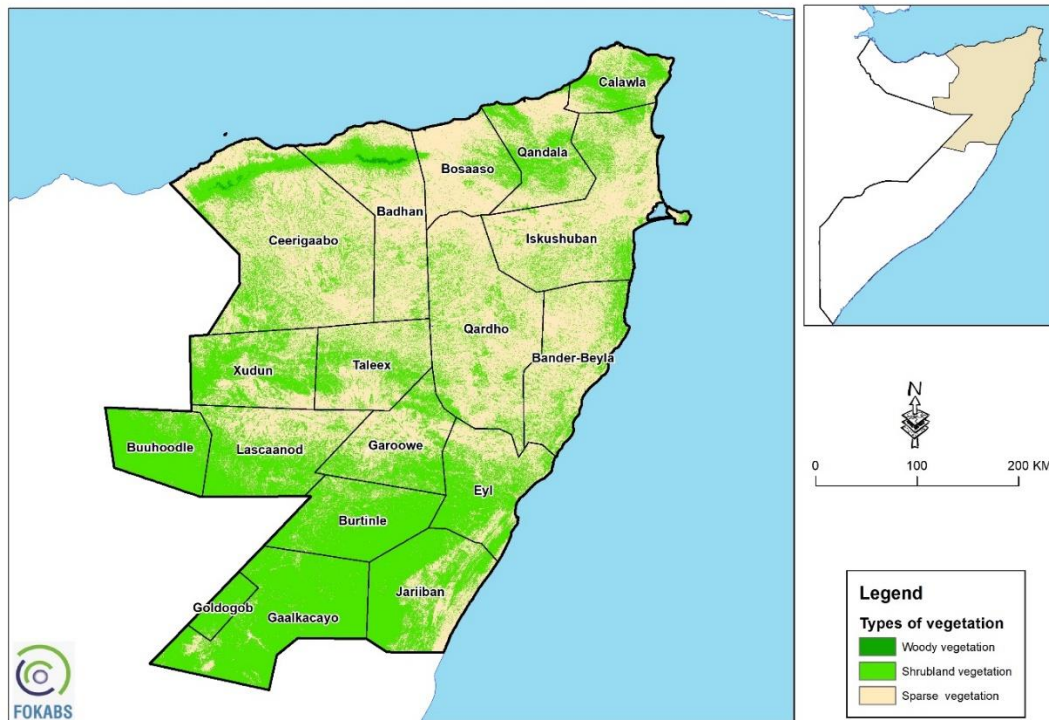 Calawla
Qandala
Bosaaso
Badhan
Ceerigaabo
Iskushuban
Qardho
Bander-Beyla
Taleex
Xudun
Buuhoodle
Lascaanod
Garoowe
Eyl
Burtinle
Jariiban
Goldogob
Gaalkacayo
FOKABS
N
0 100 200 KM
Legend
Types of vegetation
Woody vegetation
Shrubland vegetation
Sparse vegetation